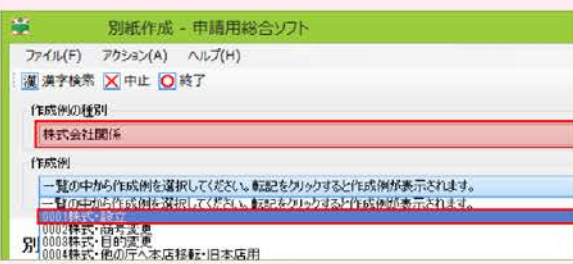 別紙作成 - 申請用総合ソフト
ファイル(F) アクション(A) ヘルプ(H)
漢 漢字検索 中止 終了
作成例の種別
株式会社関係
作成例
一覧の中から作成例を選択してください。転記をクリックすると作成例が表示されます。
一覧の中から作成例を選択してください。転記をクリックすると作成例が表示されます。
0001株式・設立
0002株式・商号変更
別
0003株式・目的変更
0004株式・他の庁へ本店移転・旧本店用